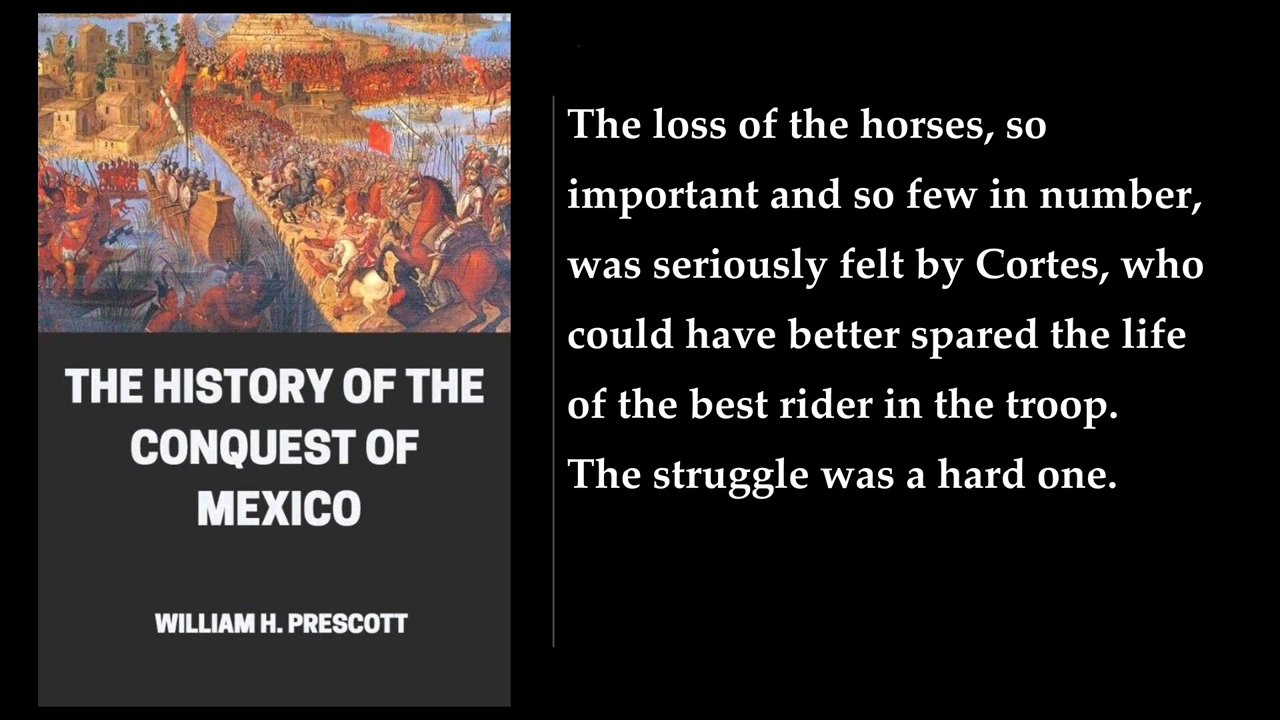 THE HISTORY OF THE
CONQUEST OF
MEXICO
WILLIAM H. PRESCOTT
The loss of the horses, so
important and so few in number,
was seriously felt by Cortes, who
could have better spared the life
of the best rider in the troop.
The struggle was a hard one.